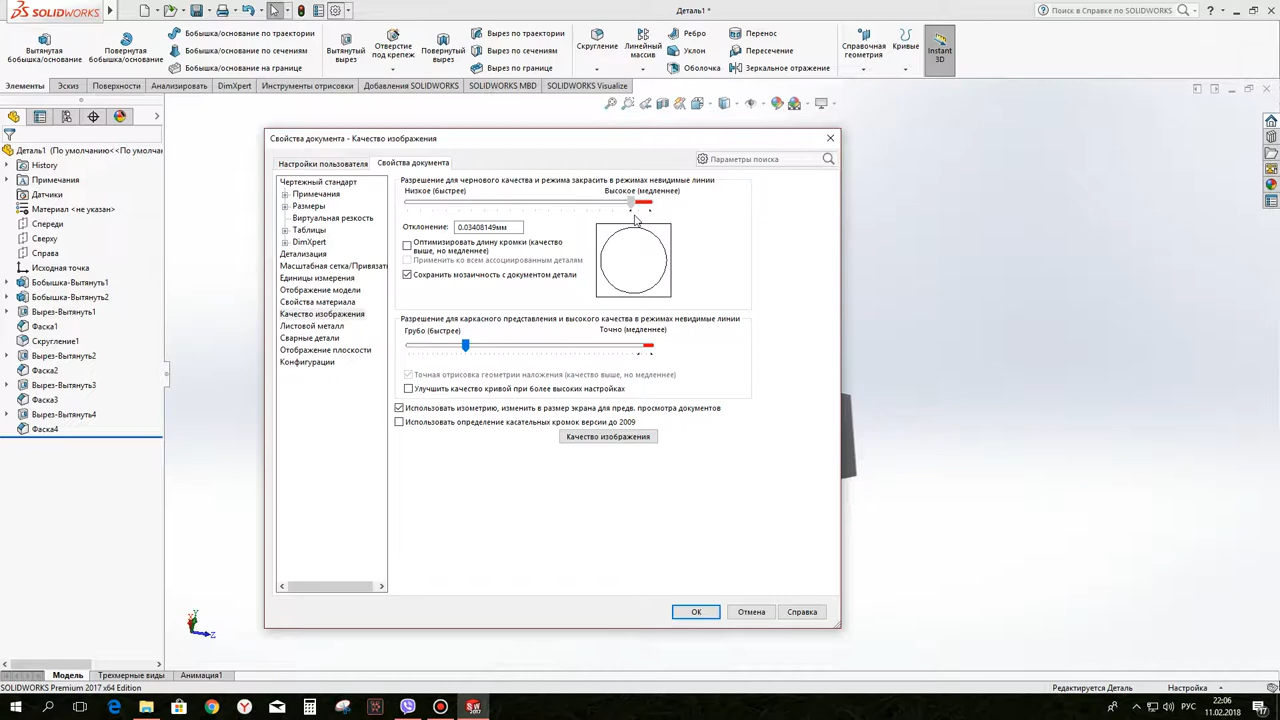 SOLIDWORKS
Деталь1 *
Поиск в Справке SOLIDWORKS
Вытянутая бобышка/основание
Повернутая бобышка/основание
Бобышка/основание по траектории
Бобышка/основание по сечениям
Бобышка/основание на границе
Вытянутый вырез
Отверстие под крепеж
Повернутый вырез
Вырез по траектории
Вырез по сечениям
Вырез по границе
Скругление
Линейный массив
Ребро
Уклон
Оболочка
Перенос
Пересечение
Зеркальное отражение
Справочная геометрия
Кривые
Instant 3D
Элементы
Эскиз
Поверхности
Анализировать
DimXpert
Инструменты отрисовки
Добавления SOLIDWORKS
SOLIDWORKS MBD
SOLIDWORKS Visualize
Деталь1 (По умолчанию<<По умолчан
History
Примечания
Датчики
Материал <не указан>
Спереди
Сверху
Справа
Исходная точка
Бобышка-Вытянуть1
Бобышка-Вытянуть2
Вырез-Вытянуть1
Фаска1
Скругление1
Вырез-Вытянуть2
Фаска2
Вырез-Вытянуть3
Фаска3
Вырез-Вытянуть4
Фаска4
Свойства документа - Качество изображения
Настройки пользователя
Свойства документа
Параметры поиска
Чертежный стандарт
Примечания
Размеры
Виртуальная резкость
Таблицы
DimXpert
Детализация
Масштабная сетка/Привязат
Единицы измерения
Отображение модели
Свойства материала
Качество изображения
Листовой металл
Сварные детали
Отображение плоскости
Конфигурации
Разрешение для чернового качества и режима закрасить в режимах невидимые линии
Низкое (быстрее)
Высокое (медленнее)
Отклонение:
0.03408149мм
Оптимизировать длину кромки (качество
выше, но медленнее)
Применить ко всем ассоциированным деталям
Сохранить мозаичность с документом детали
Разрешение для каркасного представления и высокого качества в режимах невидимые линии
Грубо (быстрее)
Точно (медленнее)
Точная отрисовка геометрии наложения (качество выше, но медленнее)
Улучшить качество кривой при более высоких настройках
Использовать изометрию, изменить в размер экрана для предв. просмотра документов
Использовать определение касательных кромок версии до 2009
Качество изображения
ОК
Отмена
Справка
Y
Z
Модель
Трехмерные виды
Анимация1
SOLIDWORKS Premium 2017 x64 Edition
Редактируется Деталь
Настройка
РУС
22:06
11.02.2018